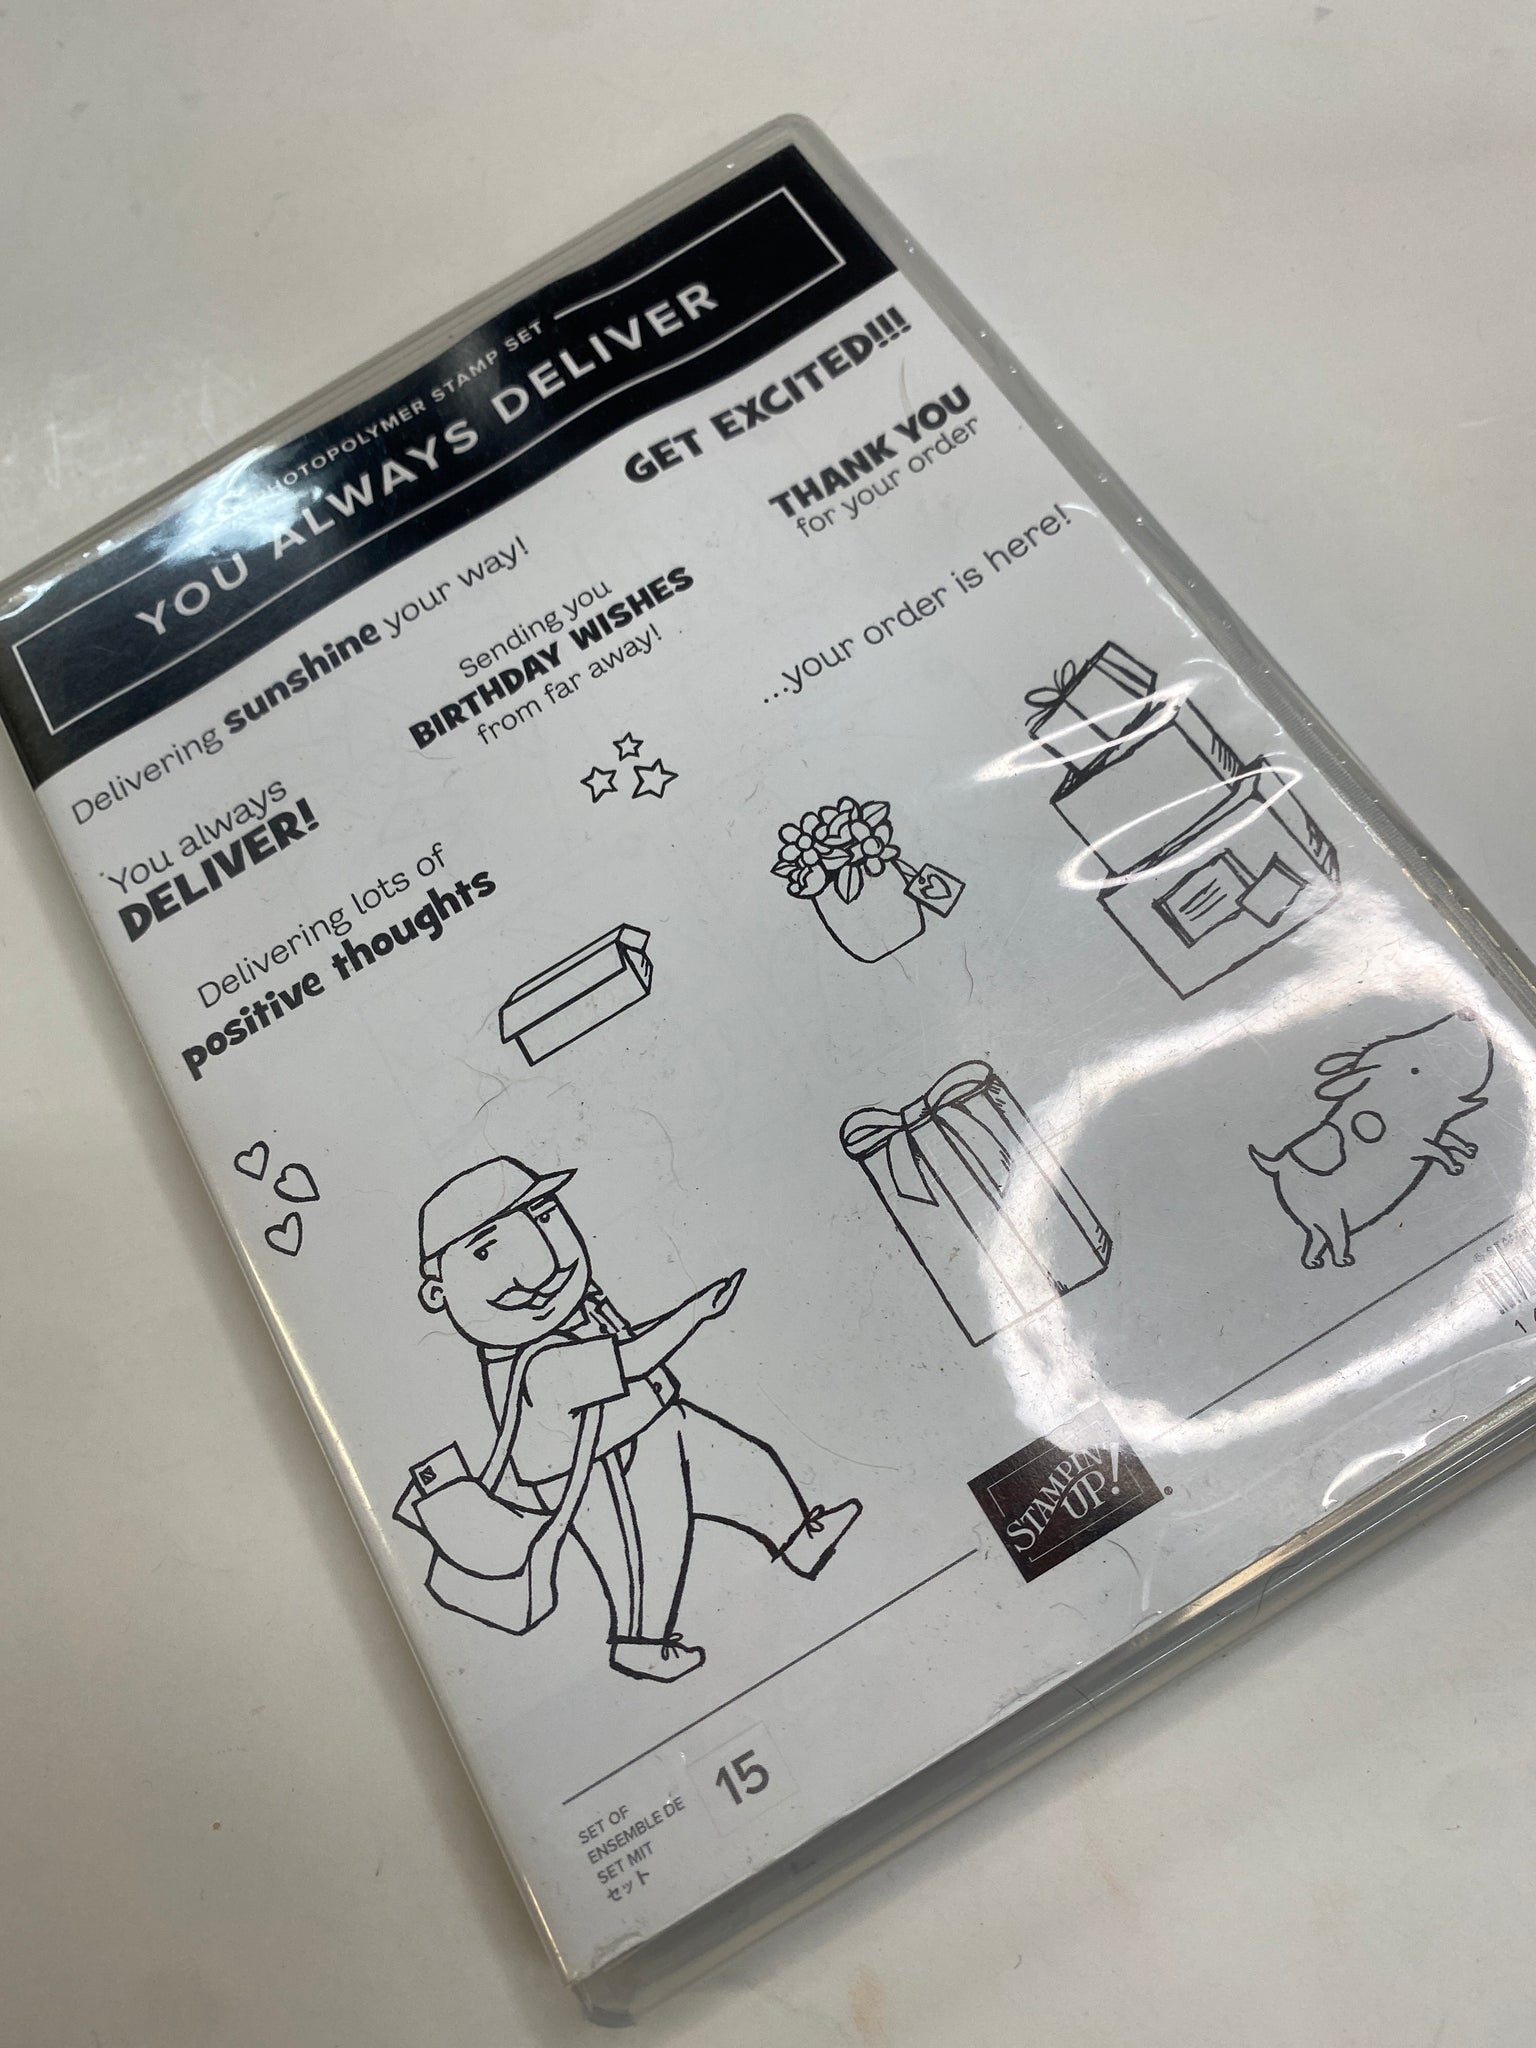 PHOTOPOLYMER STAMP SET
YOU ALWAYS DELIVER
GET EXCITED!!!
THANK YOU
for your order
Delivering sunshine your way!
Sending you
BIRTHDAY WISHES
from far away!
...your order is here!
You always
DELIVER!
Delivering lots of
positive thoughts
STAMPIN'
UP!®
SET OF
ENSEMBLE DE
SET MIT
セット
15